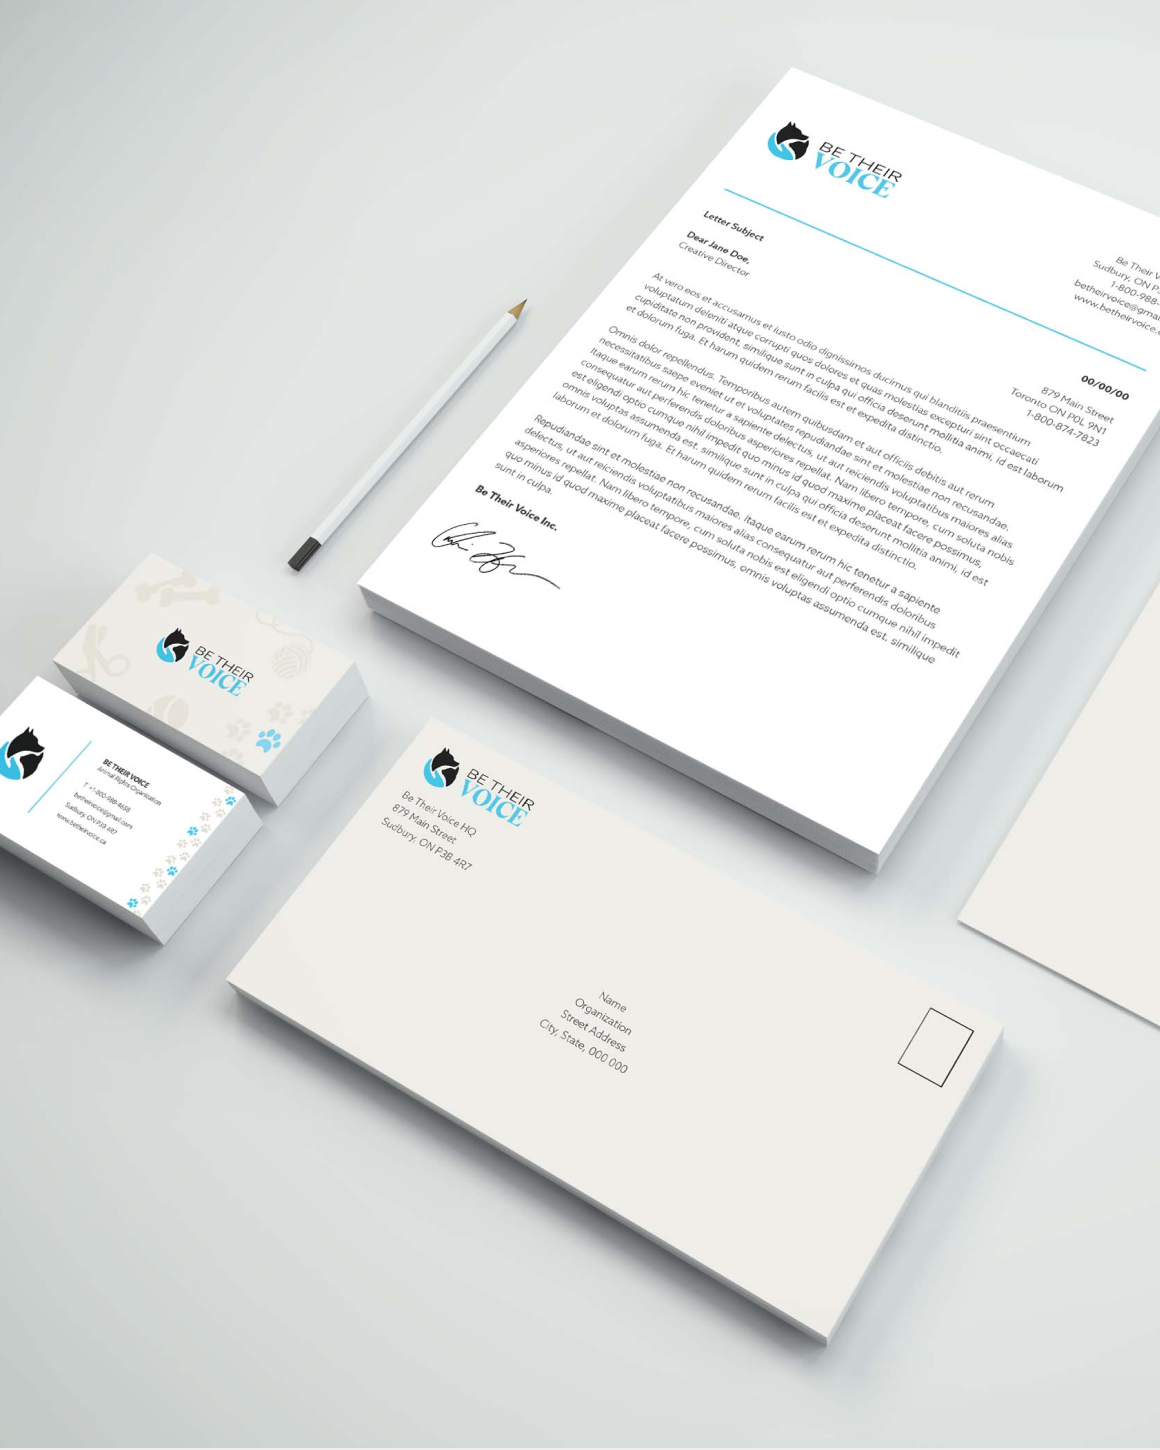 BE THEIR
VOICE
Be Their
Sudbury, ON
1-800-988-
www.betheirvoice.
Letter Subject
Dear Jane Doe,
Creative Director
00/00/00
879 Main Street
Toronto ON P0L 9N1
1-800-874-7823
At vero eos et accusamus et iusto odio dignissimos ducimus qui blanditiis praesentium
voluptatum deleniti atque corrupti quos dolores et quas molestias excepturi sint occaecati
cupiditate non provident, similique sunt in culpa qui officia deserunt mollitia animi, id est laborum
et dolorum fuga. Et harum quidem rerum facilis est et expedita distinctio.
Omnis dolor repellendus. Temporibus autem quibusdam et aut officiis debitis aut rerum
necessitatibus saepe eveniet ut et voluptates repudiandae sint et molestiae non recusandae.
Itaque earum rerum hic tenetur a sapiente delectus, ut aut reiciendis voluptatibus maiores alias
consequatur aut perferendis doloribus asperiores repellat. Nam libero tempore, cum soluta nobis
est eligendi optio cumque nihil impedit quo minus id quod maxime placeat facere possimus,
omnis voluptas assumenda est. similique sunt in culpa qui officia deserunt mollitia animi, id est
laborum et dolorum fuga. Et harum quidem rerum facilis est et expedita distinctio.
Repudiandae sint et molestiae non recusandae. Itaque earum rerum hic tenetur a sapiente
delectus, ut aut reiciendis voluptatibus maiores alias consequatur aut perferendis doloribus
asperiores repellat. Nam libero tempore, cum soluta nobis est eligendi optio cumque nihil impedit
quo minus id quod maxime placeat facere possimus, omnis voluptas assumenda est, similique
sunt in culpa.
Be Their Voice Inc.
BE THEIR
VOICE
BE THEIR VOICE
Animal Rights Organization
T +1-800-988-4658
betheirvoice@gmail.com
Sudbury, ON P3A 4R7
www.betheirvoice.ca
BE THEIR
VOICE
Be Their Voice HQ
879 Main Street
Sudbury, ON P3B 4R7
Name
Organization
Street Address
City, State, 000 000